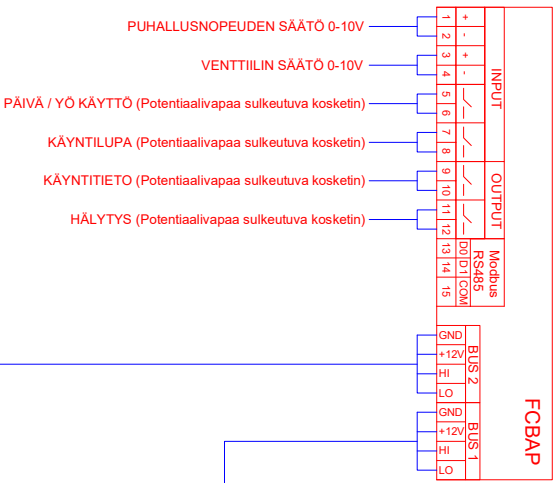 PUHALLUSNOPEUDEN SÄÄTÖ 0-10V
1 +
2 -
VENTTIILIN SÄÄTÖ 0-10V
3 +
4 -
PÄIVÄ / YÖ KÄYTTÖ (Potentiaalivapaa sulkeutuva kosketin)
5
6
KÄYNTILUPA (Potentiaalivapaa sulkeutuva kosketin)
7
8
INPUT
KÄYNTITIETO (Potentiaalivapaa sulkeutuva kosketin)
9
10
HÄLYTYS (Potentiaalivapaa sulkeutuva kosketin)
11
12
OUTPUT
13 D0
14 D1
15 COM
Modbus
RS485
GND
+12V
HI
LO
BUS 2
GND
+12V
HI
LO
BUS 1
FCBAP